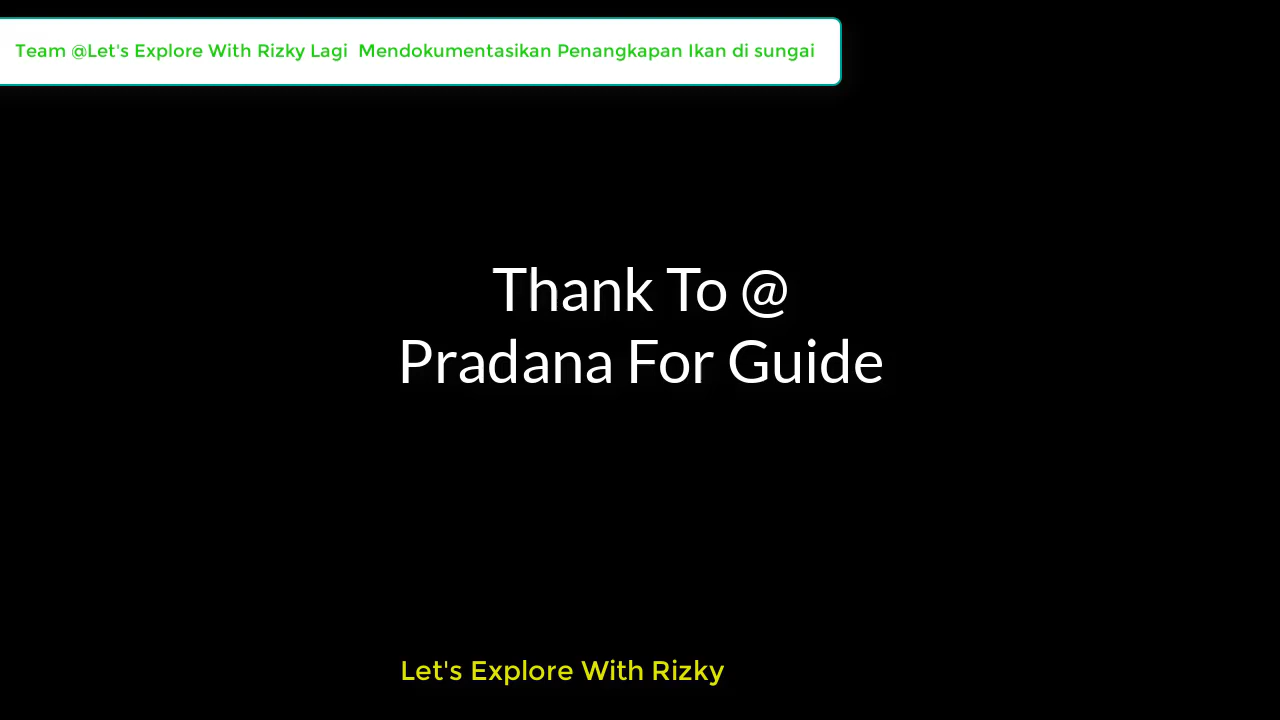 Team @Let's Explore With Rizky Lagi  Mendokumentasikan Penangkapan Ikan di sungai
Thank To @
Pradana For Guide
Let's Explore With Rizky